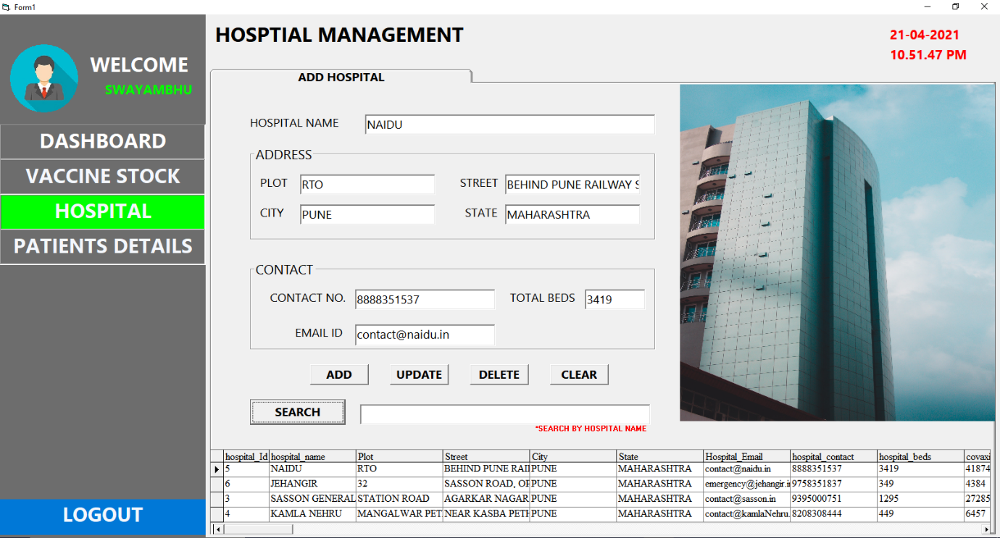 Form1
WELCOME
SWAYAMBHU
DASHBOARD
VACCINE STOCK
HOSPITAL
PATIENTS DETAILS
LOGOUT
HOSPTIAL MANAGEMENT
21-04-2021
10.51.47 PM
ADD HOSPITAL
HOSPITAL NAME NAIDU
ADDRESS
PLOT RTO STREET BEHIND PUNE RAILWAY S
CITY PUNE STATE MAHARASHTRA
CONTACT
CONTACT NO. 8888351537 TOTAL BEDS 3419
EMAIL ID contact@naidu.in
ADD UPDATE DELETE CLEAR
SEARCH
*SEARCH BY HOSPITAL NAME
hospital_Id hospital_name Plot Street City State Hospital_Email hospital_contact hospital_beds covaxi
5 NAIDU RTO BEHIND PUNE RAI PUNE MAHARASHTRA contact@naidu.in 8888351537 3419 41874
6 JEHANGIR 32 SASSON ROAD, OP PUNE MAHARASHTRA emergency@jehangir.i 9758351837 349 4384
3 SASSON GENERAL STATION ROAD AGARKAR NAGAR PUNE MAHARASHTRA contact@sasson.in 9395000751 1295 27285
4 KAMLA NEHRU MANGALWAR PET NEAR KASBA PETH PUNE MAHARASHTRA contact@kamlaNehru. 8208308444 449 6457